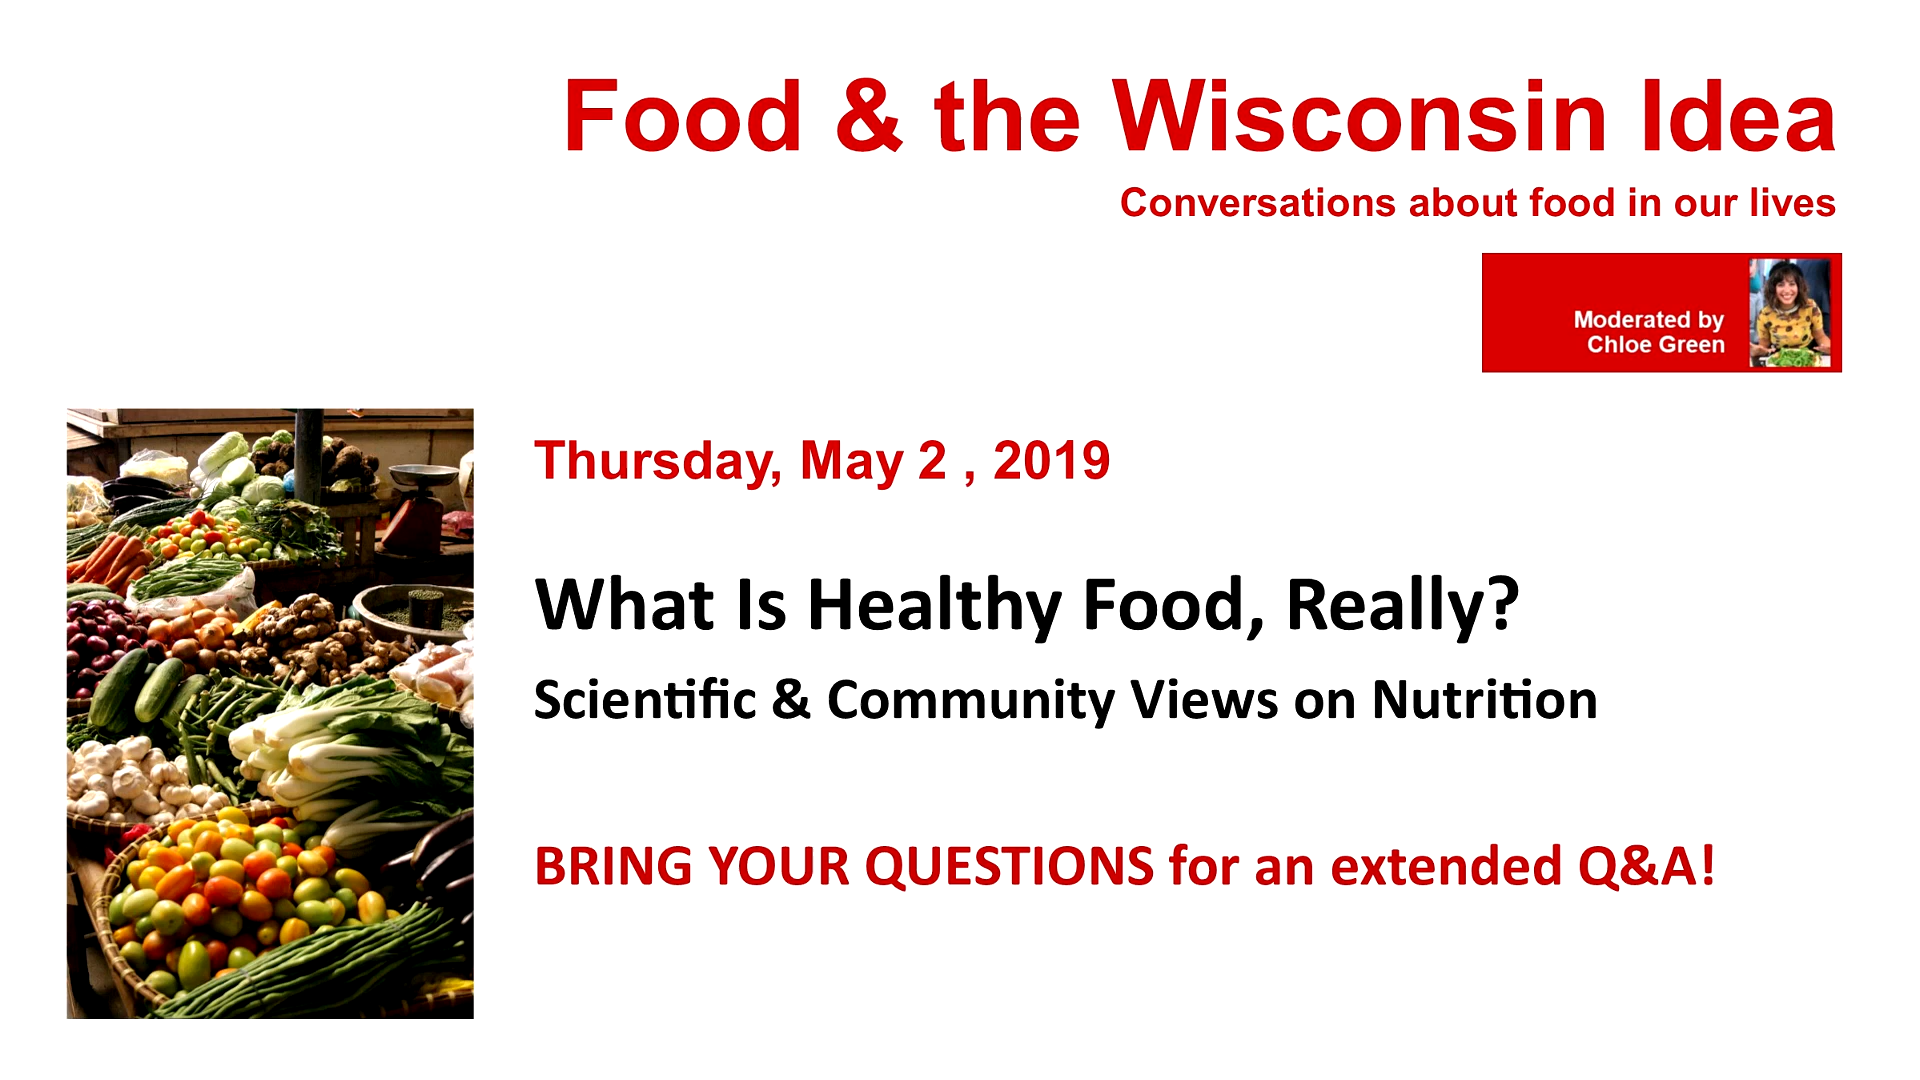 Food & the Wisconsin Idea
Conversations about food in our lives
Moderated by
Chloe Green
Thursday, May 2 , 2019
What Is Healthy Food, Really?
Scientific & Community Views on Nutrition
BRING YOUR QUESTIONS for an extended Q&A!